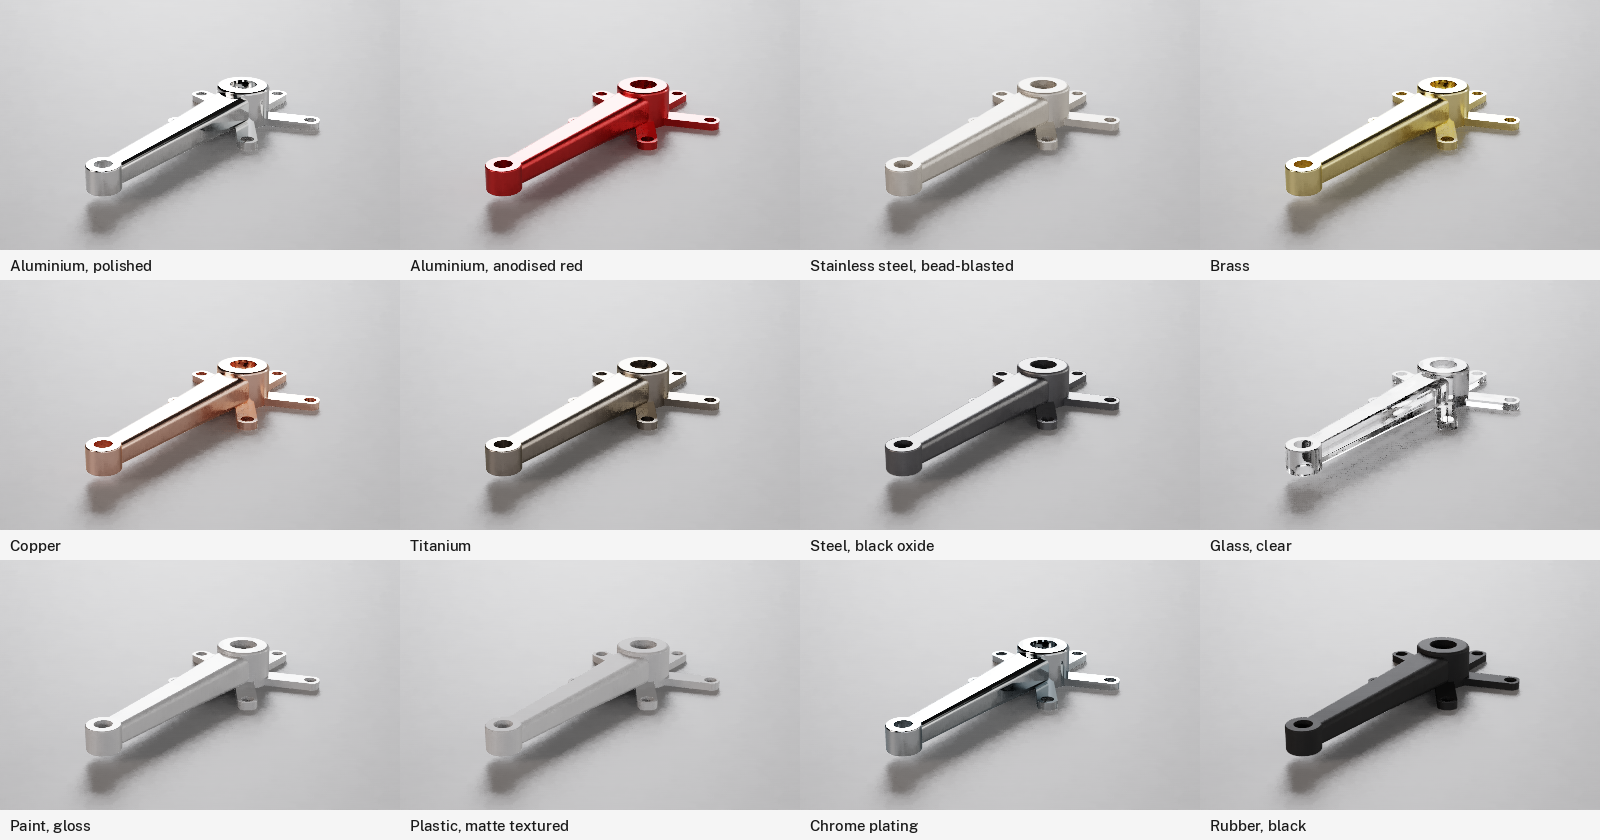 Aluminium, polished
Aluminium, anodised red
Stainless steel, bead-blasted
Brass
Copper
Titanium
Steel, black oxide
Glass, clear
Paint, gloss
Plastic, matte textured
Chrome plating
Rubber, black